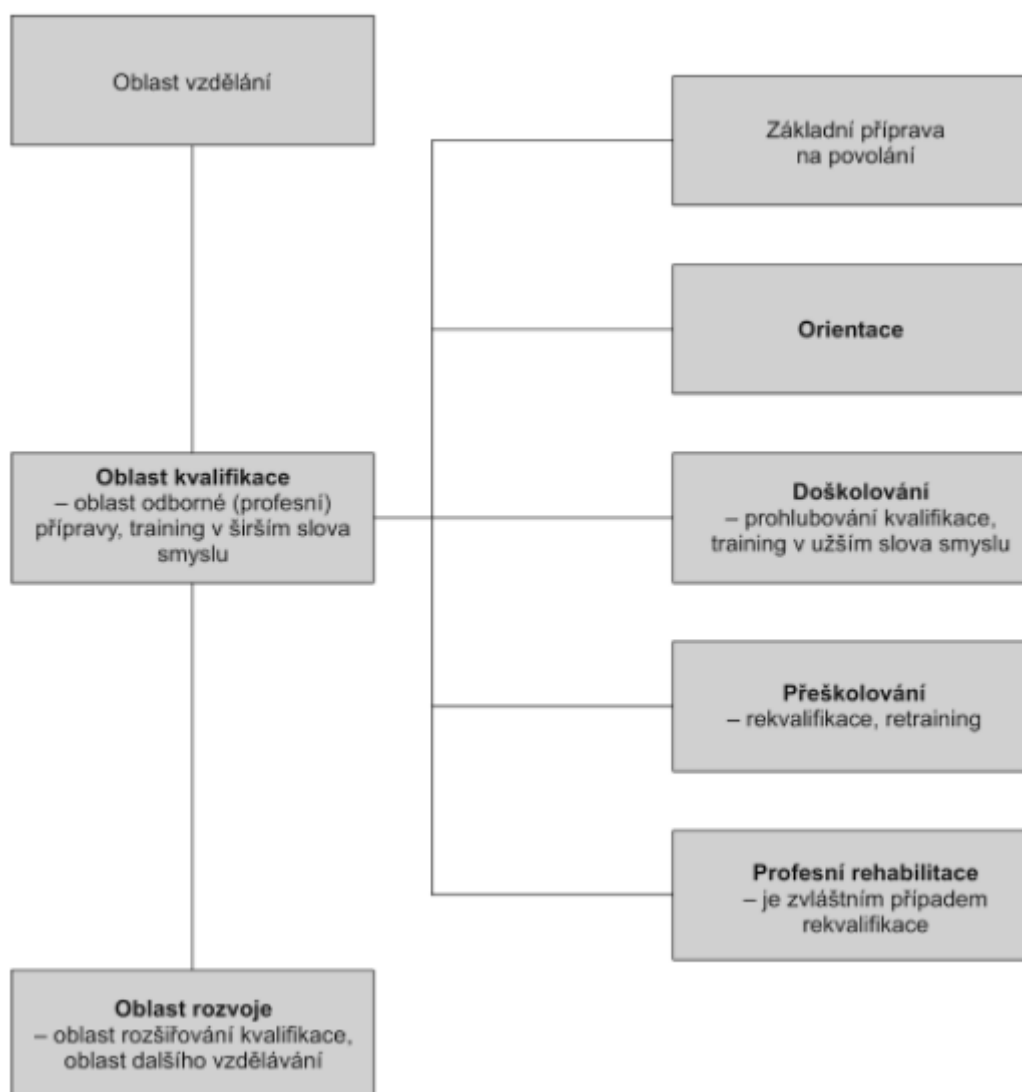 Oblast vzdělání
Základní příprava
na povolání
Orientace
Oblast kvalifikace
– oblast odborné (profesní)
přípravy, training v širším slova
smyslu
Doškolování
– prohlubování kvalifikace,
training v užším slova smyslu
Přeškolování
– rekvalifikace, retraining
Profesní rehabilitace
– je zvláštním případem
rekvalifikace
Oblast rozvoje
– oblast rozšiřování kvalifikace,
oblast dalšího vzdělávání